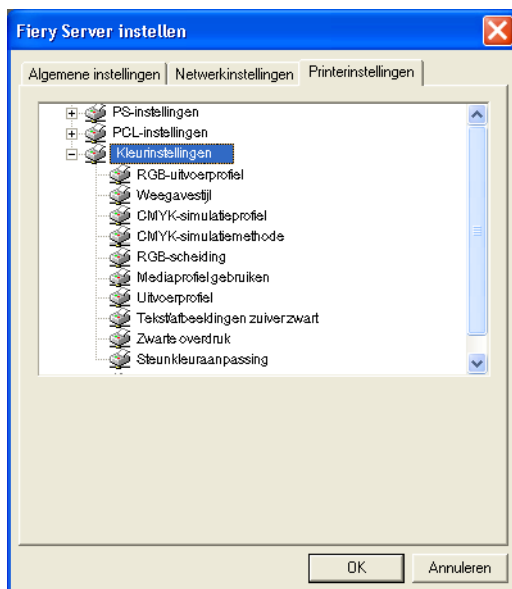 Fiery Server instellen
Algemene instellingen Netwerkinstellingen Printerinstellingen
PS-instellingen
PCL-instellingen
Kleurinstellingen
RGB-uitvoerprofiel
Weegavestijl
CMYK-simulatieprofiel
CMYK-simulatiemethode
RGB-scheiding
Mediaprofiel gebruiken
Uitvoerprofiel
Tekst/afbeeldingen zuiver zwart
Zwarte overdruk
Steunkleuraanpassing
OK Annuleren